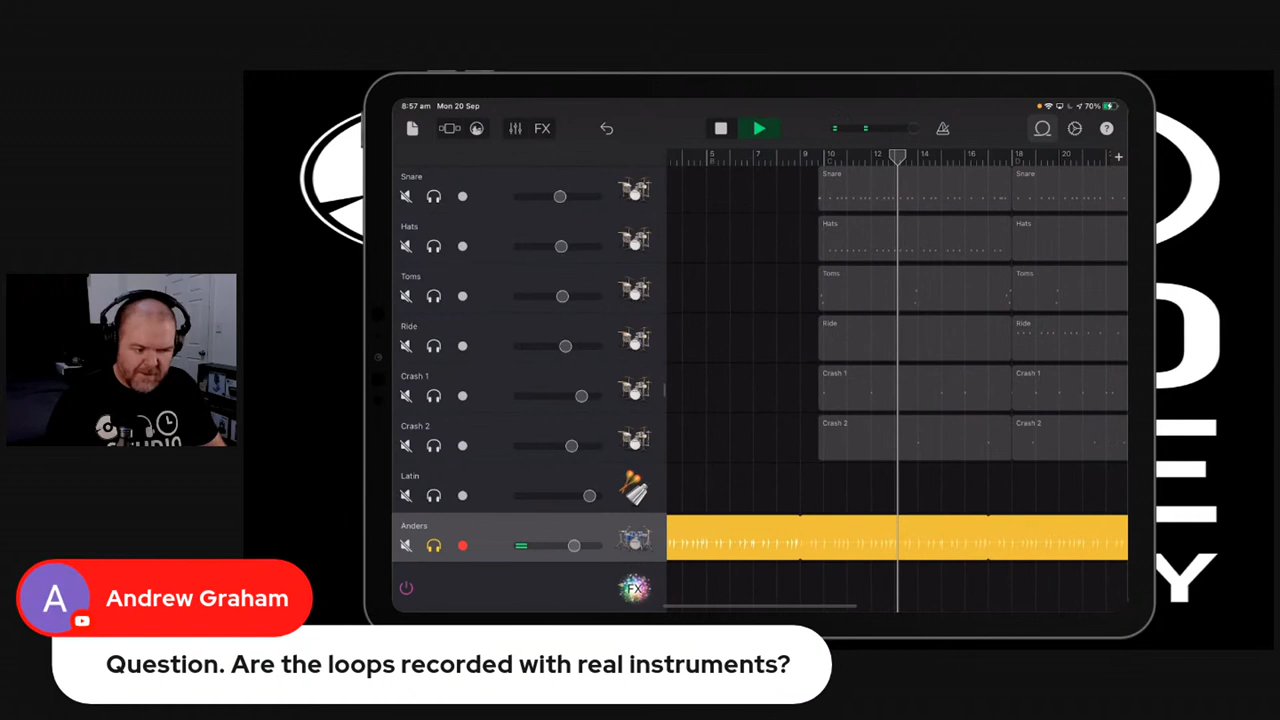 8:57 am Mon 20 Sep
70%
FX
5 7 9 10 12 14 16 18 20
B C D
Snare
Snare
Snare
Hats
Hats
Hats
Toms
Toms
Toms
Ride
Ride
Ride
Crash 1
Crash 1
Crash 1
Crash 2
Crash 2
Crash 2
Latin
Anders
FX
A
Andrew Graham
Question. Are the loops recorded with real instruments?